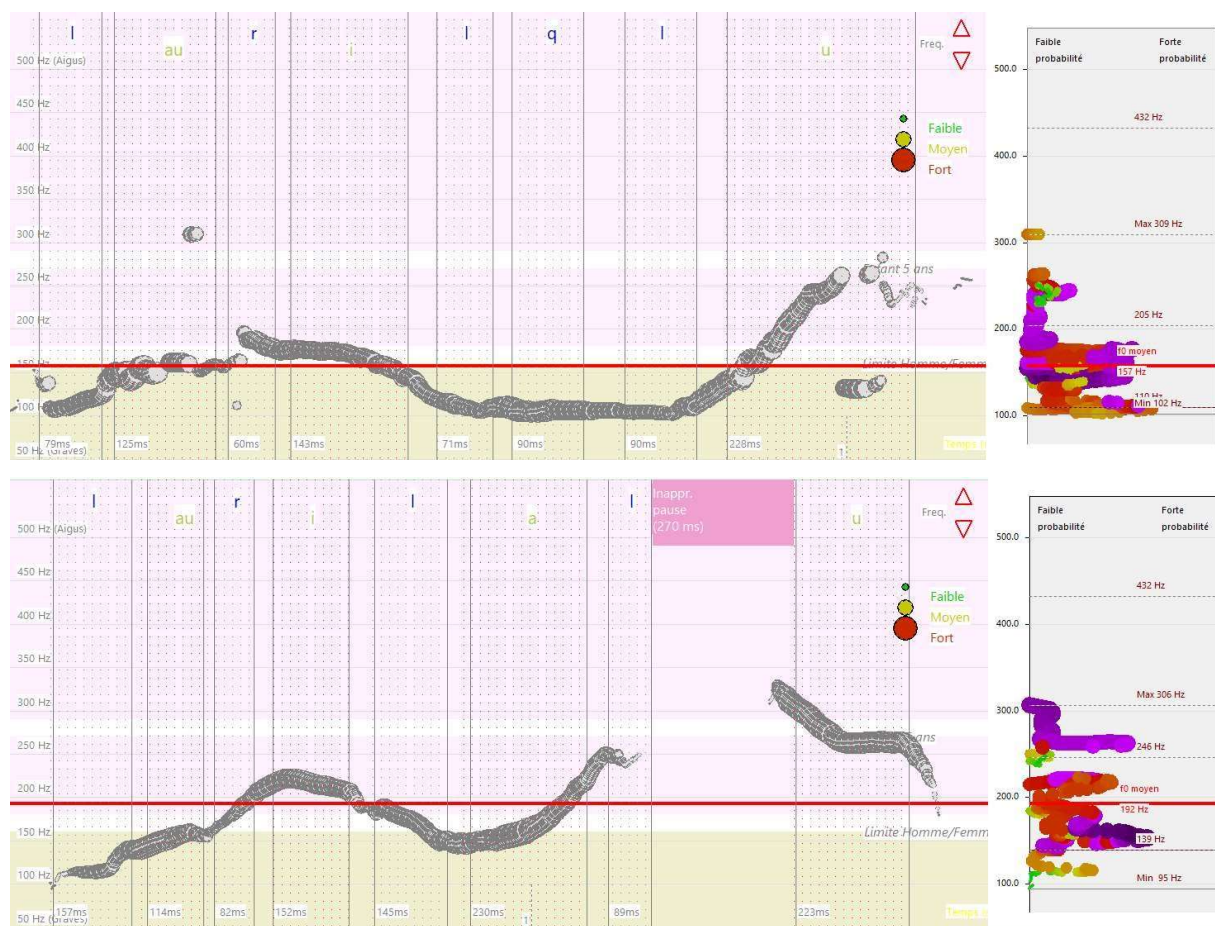 l au r i l q l u
500 Hz (Aigus)
450 Hz
400 Hz
350 Hz
300 Hz
250 Hz
200 Hz
150 Hz
100 Hz
50 Hz (Graves)
Freq.
Faible
Moyen
Fort
ans
Limite Homme/Femm
79ms 125ms 60ms 143ms 71ms 90ms 90ms 228ms
1
Faible probabilité
Forte probabilité
500.0
400.0
300.0
200.0
100.0
432 Hz
Max 309 Hz
205 Hz
f0 moyen
157 Hz
Min 102 Hz
l au r i l a l u
Inappr.
pause
(270 ms)
500 Hz (Aigus)
450 Hz
400 Hz
350 Hz
300 Hz
250 Hz
200 Hz
150 Hz
100 Hz
50 Hz (Graves)
Freq.
Faible
Moyen
Fort
ans
Limite Homme/Femm
157ms 114ms 82ms 152ms 145ms 230ms 89ms 223ms
1
Faible probabilité
Forte probabilité
500.0
400.0
300.0
200.0
100.0
432 Hz
Max 306 Hz
246 Hz
f0 moyen
192 Hz
139 Hz
Min 95 Hz